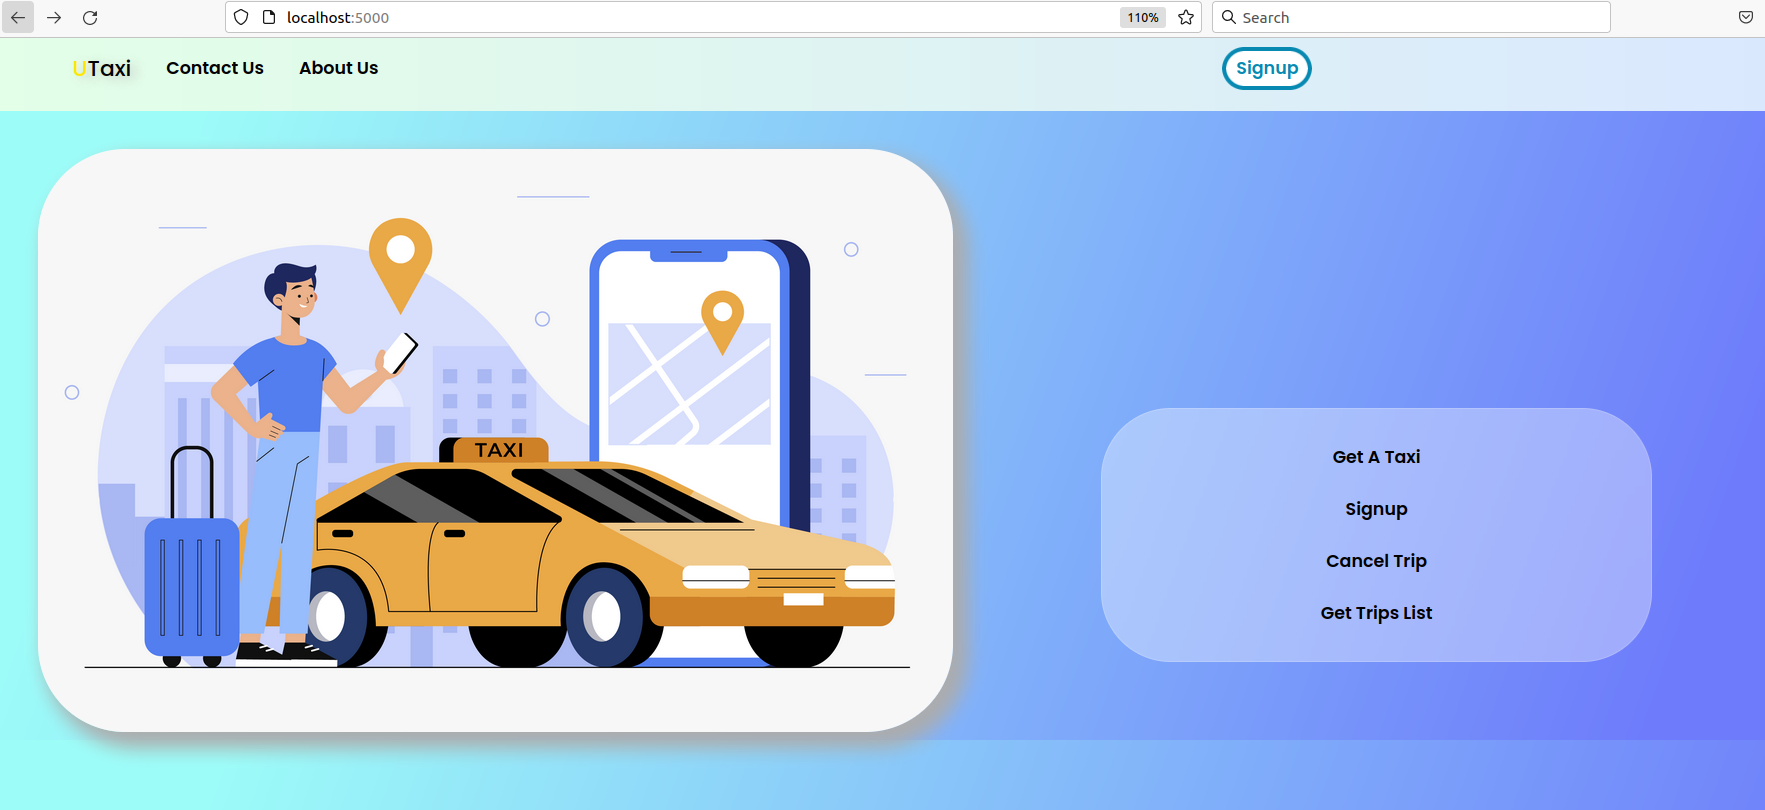 localhost:5000
110%
Search
UTaxi
Contact Us
About Us
Signup
TAXI
Get A Taxi
Signup
Cancel Trip
Get Trips List